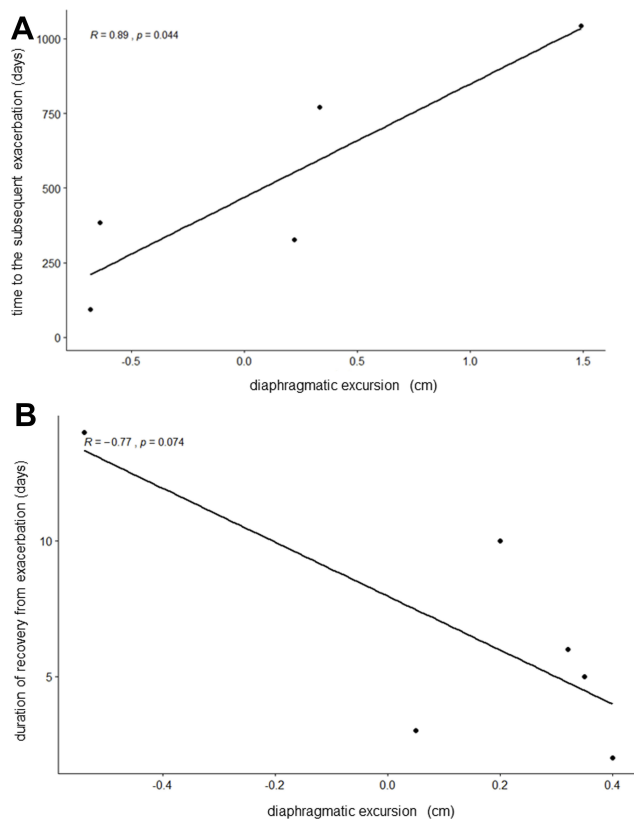 A
R = 0.89 , p = 0.044
1000
750
500
250
0
time to the subsequent exacerbation (days)
-0.5 0.0 0.5 1.0 1.5
diaphragmatic excursion (cm)
B
R = −0.77 , p = 0.074
10
5
duration of recovery from exacerbation (days)
-0.4 -0.2 0.0 0.2 0.4
diaphragmatic excursion (cm)